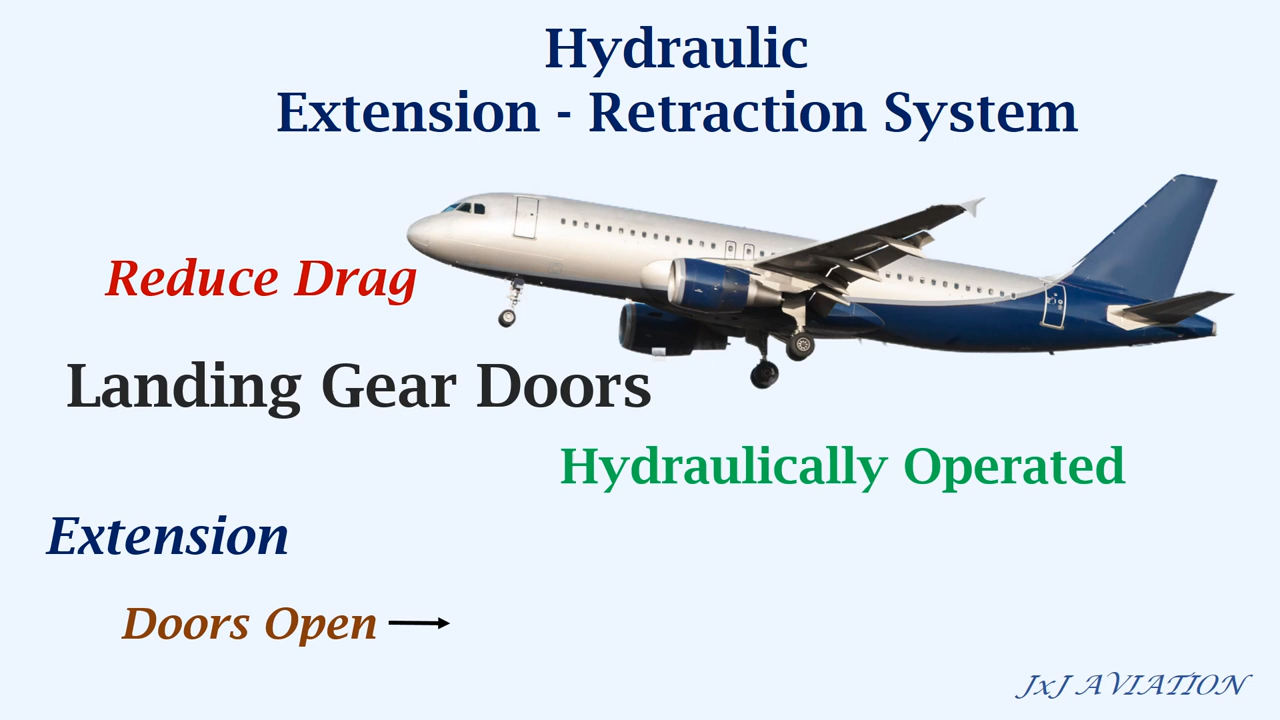 Hydraulic
Extension - Retraction System
Reduce Drag
Landing Gear Doors
Hydraulically Operated
Extension
Doors Open
JxJ AVIATION